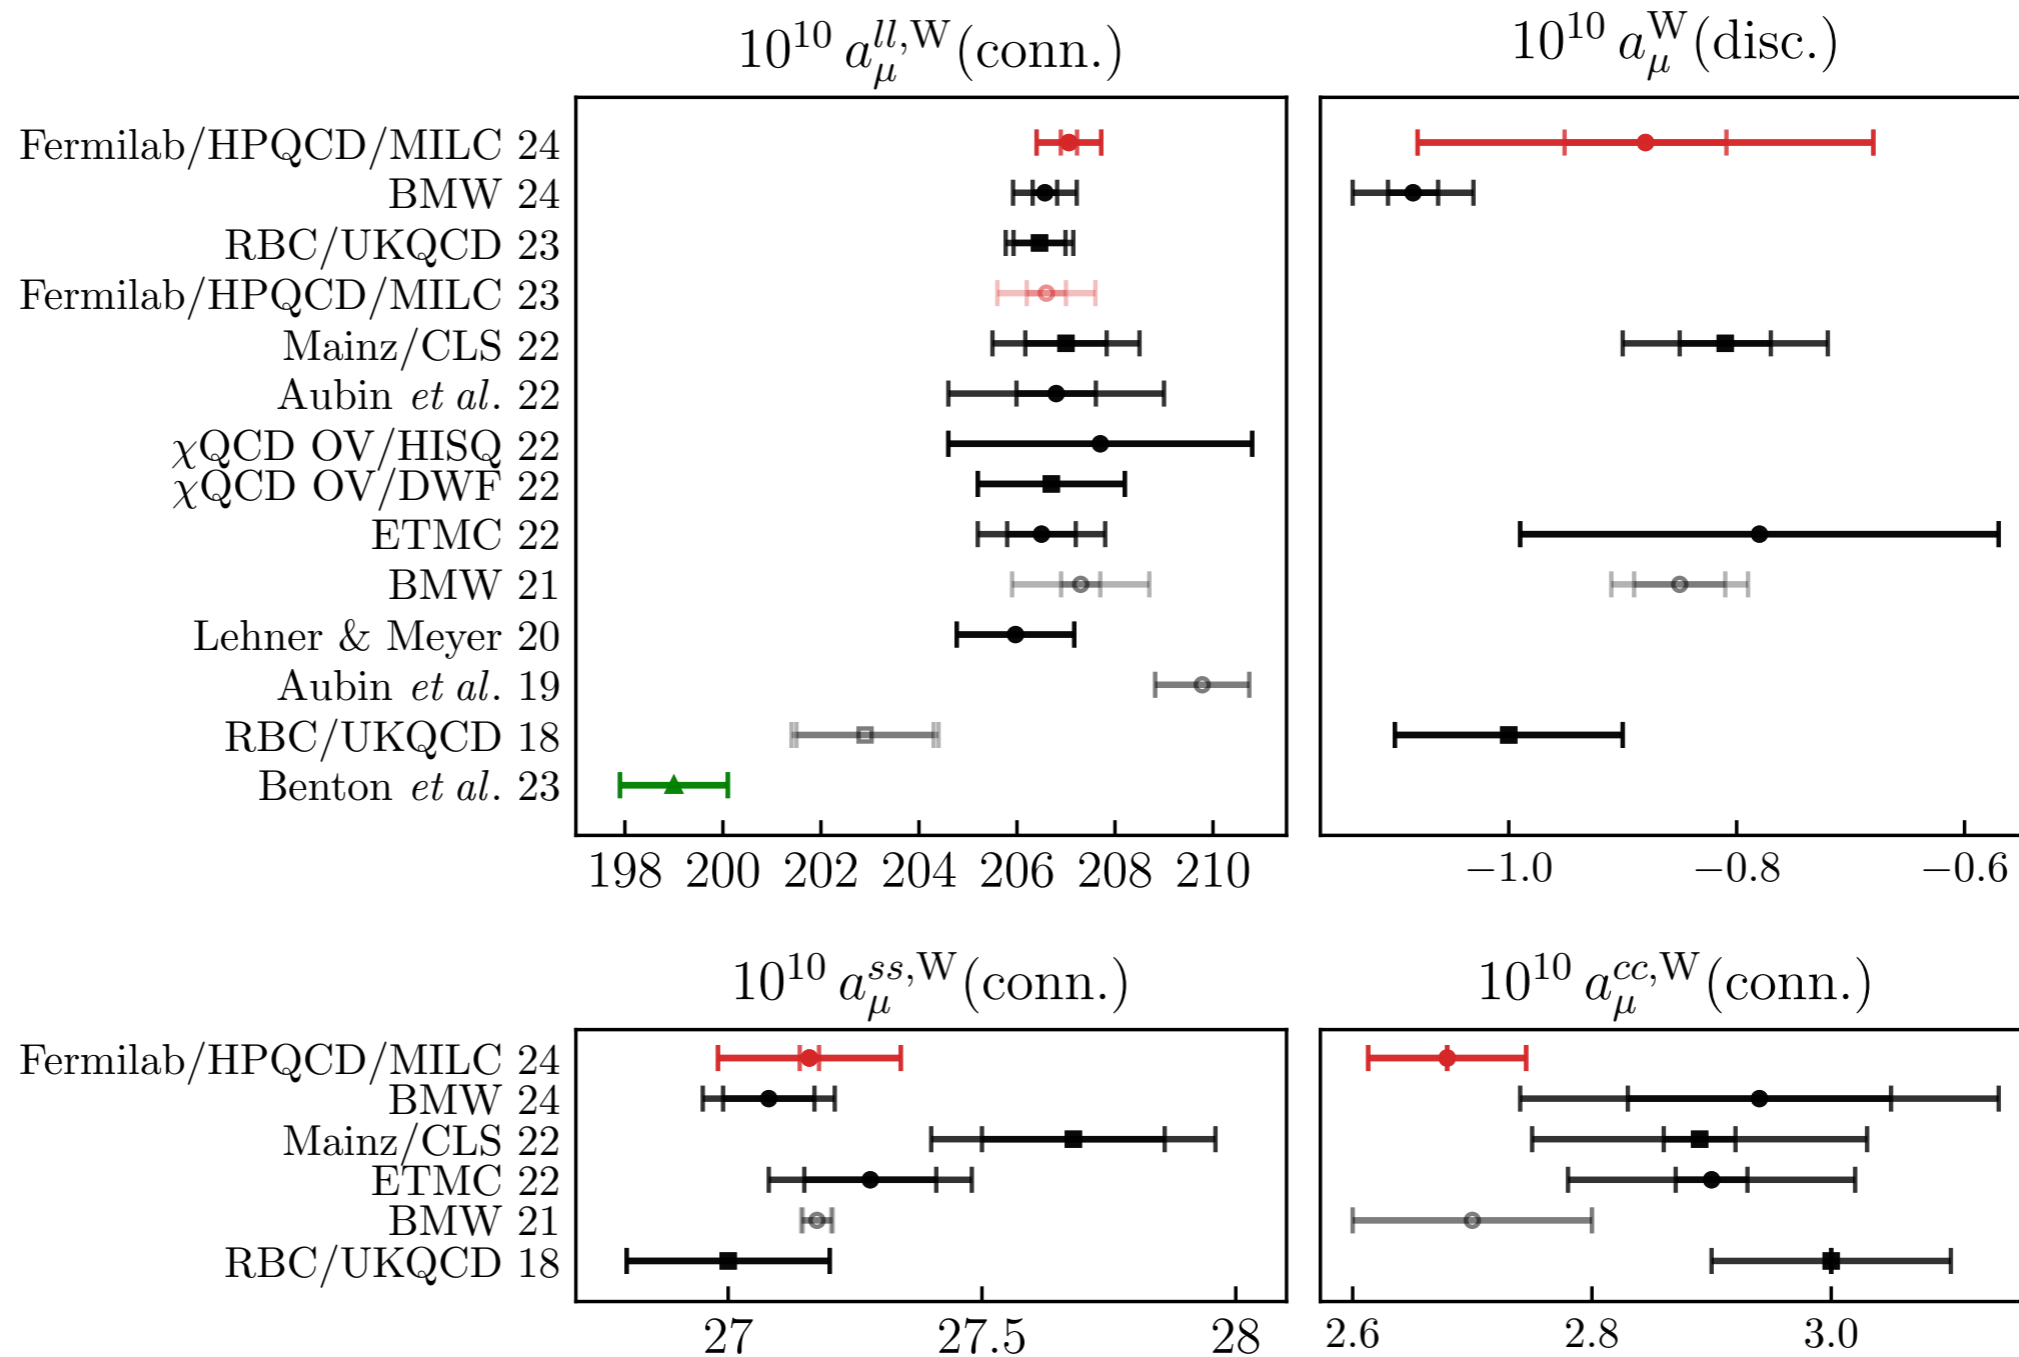 10^{10} a_μ^{ll,W}(conn.)
10^{10} a_μ^{W}(disc.)
Fermilab/HPQCD/MILC 24
BMW 24
RBC/UKQCD 23
Fermilab/HPQCD/MILC 23
Mainz/CLS 22
Aubin et al. 22
χQCD OV/HISQ 22
χQCD OV/DWF 22
ETMC 22
BMW 21
Lehner & Meyer 20
Aubin et al. 19
RBC/UKQCD 18
Benton et al. 23
198 200 202 204 206 208 210
−1.0 −0.8 −0.6
10^{10} a_μ^{ss,W}(conn.)
10^{10} a_μ^{cc,W}(conn.)
Fermilab/HPQCD/MILC 24
BMW 24
Mainz/CLS 22
ETMC 22
BMW 21
RBC/UKQCD 18
27 27.5 28
2.6 2.8 3.0